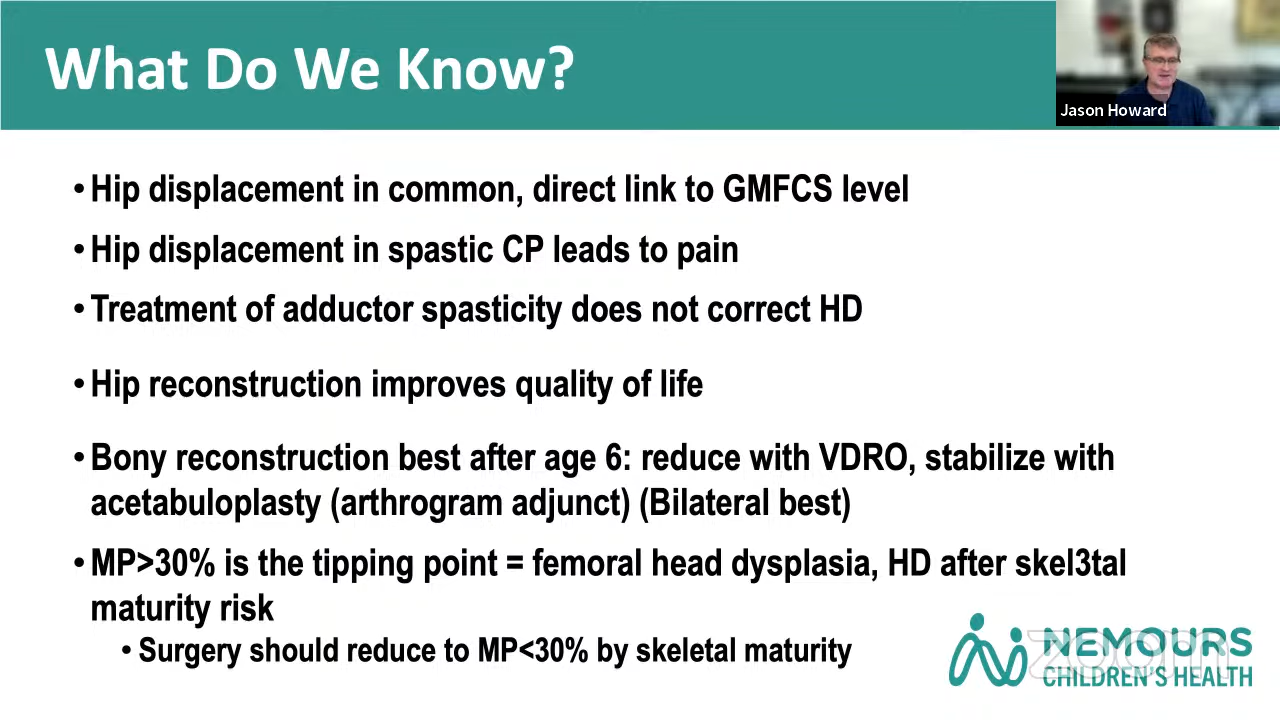 What Do We Know?
Jason Howard
• Hip displacement in common, direct link to GMFCS level
• Hip displacement in spastic CP leads to pain
• Treatment of adductor spasticity does not correct HD
• Hip reconstruction improves quality of life
• Bony reconstruction best after age 6: reduce with VDRO, stabilize with
acetabuloplasty (arthrogram adjunct) (Bilateral best)
• MP>30% is the tipping point = femoral head dysplasia, HD after skel3tal
maturity risk
• Surgery should reduce to MP<30% by skeletal maturity
NEMOURS
zoom
CHILDREN'S HEALTH